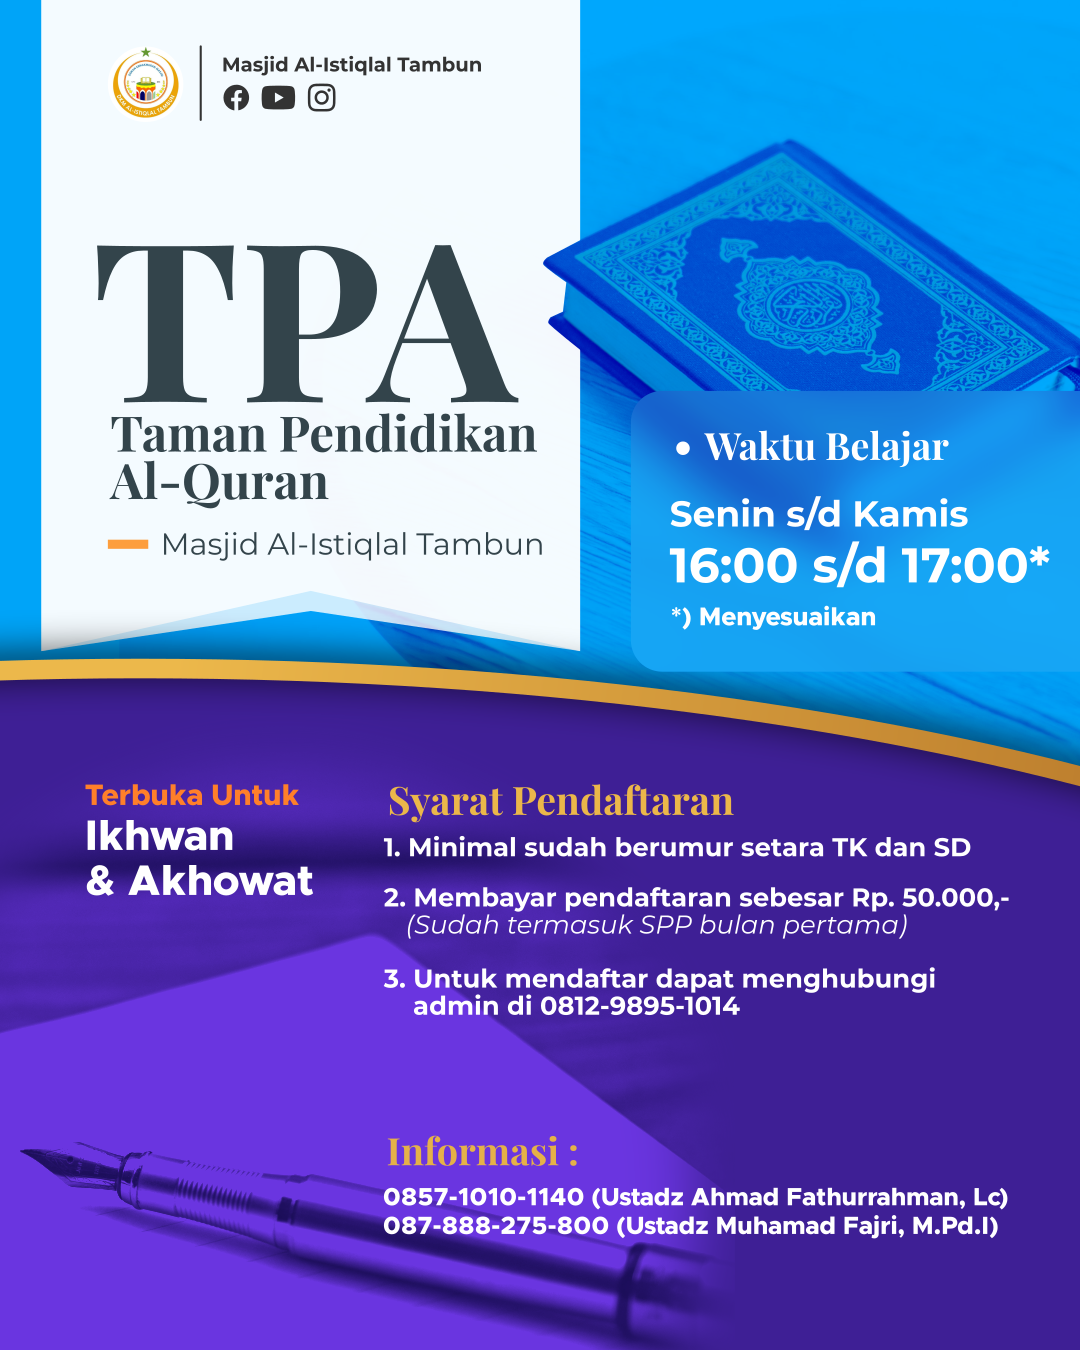 Masjid Al-Istiqlal Tambun
TPA
Taman Pendidikan
Al-Quran
Masjid Al-Istiqlal Tambun
• Waktu Belajar
Senin s/d Kamis
16:00 s/d 17:00*
*) Menyesuaikan
Terbuka Untuk
Ikhwan
& Akhowat
Syarat Pendaftaran
1. Minimal sudah berumur setara TK dan SD
2. Membayar pendaftaran sebesar Rp. 50.000,-
(Sudah termasuk SPP bulan pertama)
3. Untuk mendaftar dapat menghubungi
admin di 0812-9895-1014
Informasi :
0857-1010-1140 (Ustadz Ahmad Fathurrahman, Lc)
087-888-275-800 (Ustadz Muhamad Fajri, M.Pd.I)